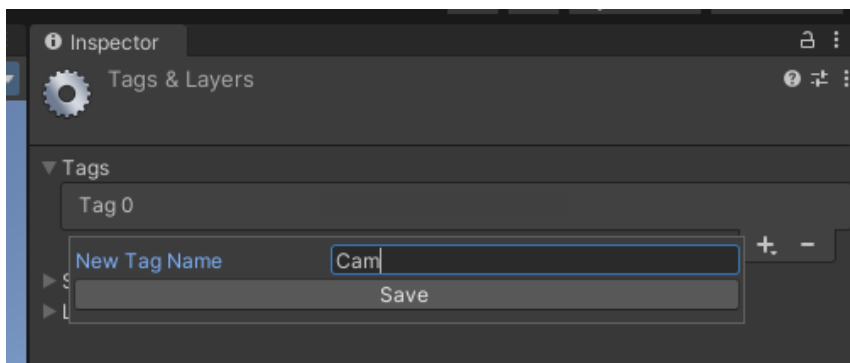 Inspector
Tags & Layers
Tags
Tag 0
New Tag Name Cam
S
L
Save